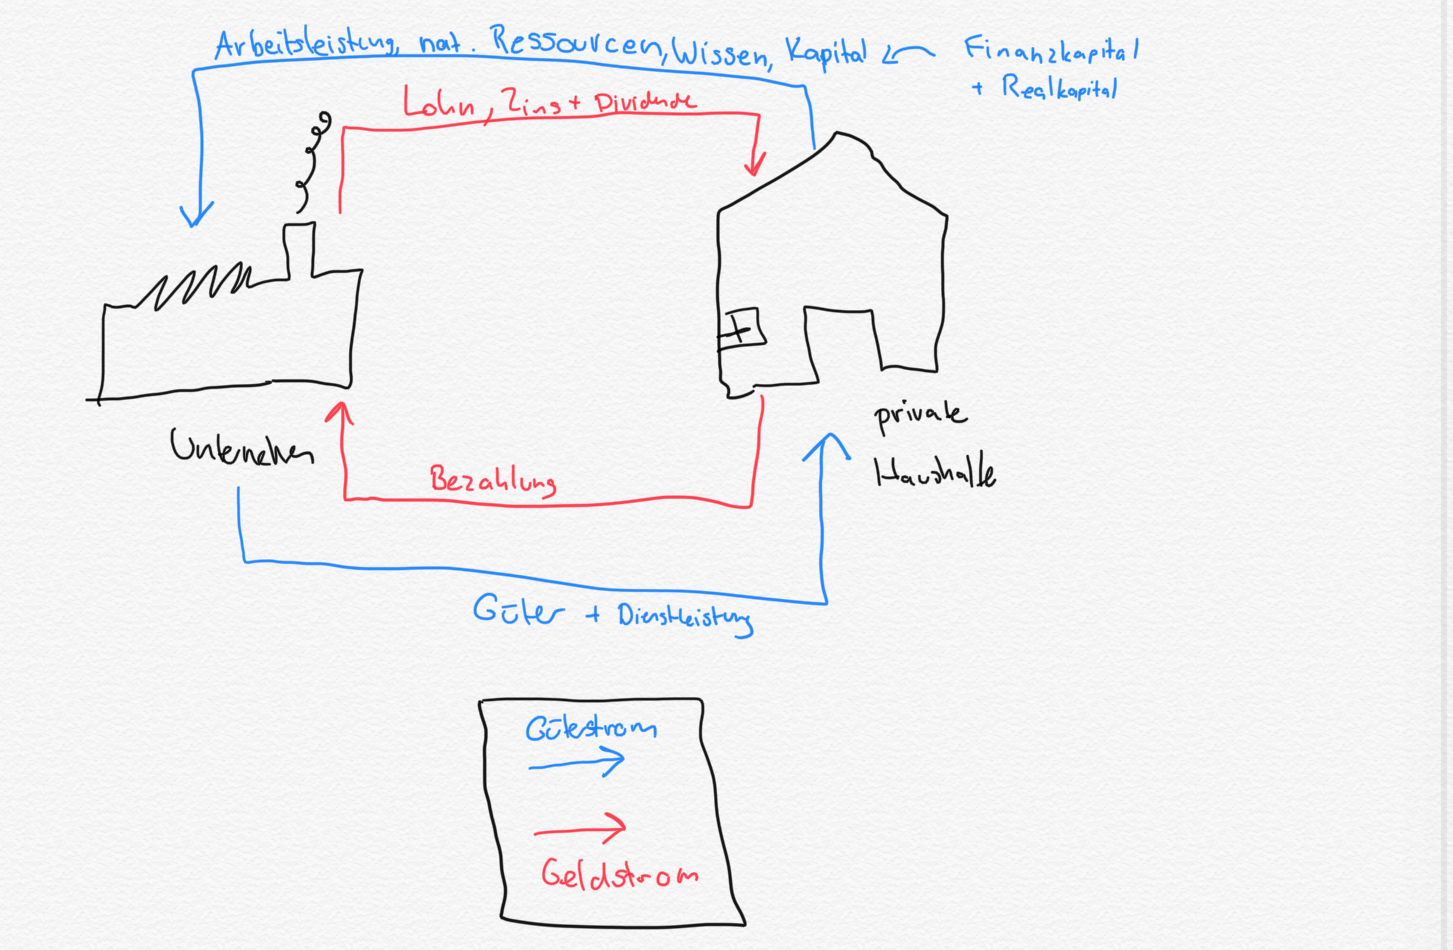 Arbeitsleistung, nat. Ressourcen, Wissen, Kapital
Finanzkapital
+ Realkapital
Lohn, Zins + Dividende
Unternehen
private
Haushalte
Bezahlung
Güter + Dienstleistung
Güterstrom
Geldstrom